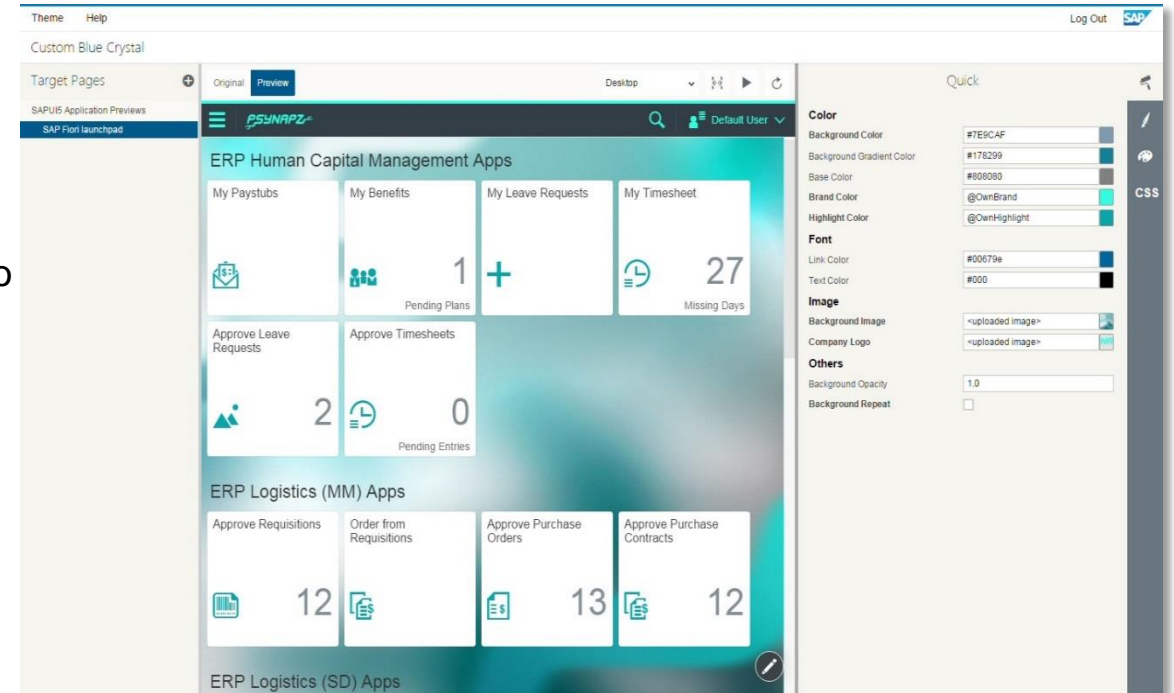 Theme Help Log Out SAP
Custom Blue Crystal
Target Pages
SAPUI5 Application Previews
SAP Fiori launchpad
o
Original Preview Desktop
PSYNAPZ Default User
ERP Human Capital Management Apps
My Paystubs
My Benefits
1
Pending Plans
My Leave Requests
My Timesheet
27
Missing Days
Approve Leave
Requests
2
Approve Timesheets
0
Pending Entries
ERP Logistics (MM) Apps
Approve Requisitions
12
Order from
Requisitions
Approve Purchase
Orders
13
Approve Purchase
Contracts
12
ERP Logistics (SD) Apps
Quick
Color
Background Color #7E9CAF
Background Gradient Color #178299
Base Color #808080
Brand Color @OwnBrand
Highlight Color @OwnHighlight
Font
Link Color #00679e
Text Color #000
Image
Background Image <uploaded image>
Company Logo <uploaded image>
Others
Background Opacity 1.0
Background Repeat
CSS